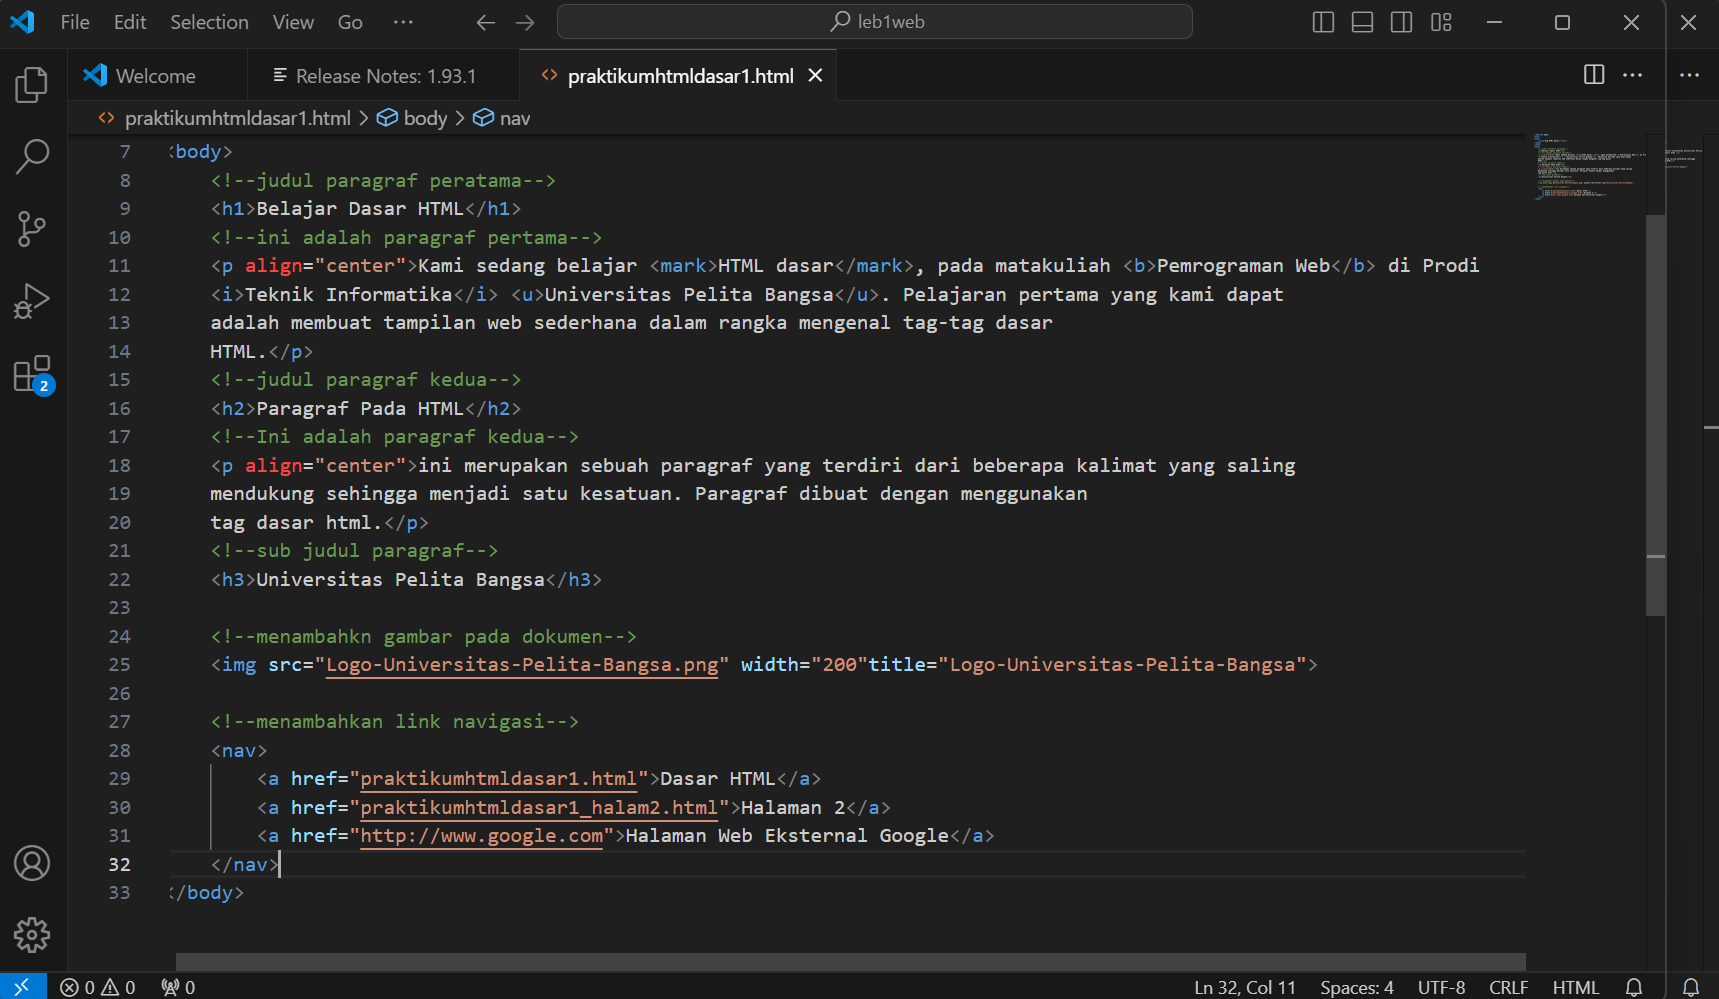 File Edit Selection View Go ··· leb1web
Welcome Release Notes: 1.93.1 praktikumhtmldasar1.html
praktikumhtmldasar1.html > body > nav
7 <body>
8 <!--judul paragraf peratama-->
9 <h1>Belajar Dasar HTML</h1>
10 <!--ini adalah paragraf pertama-->
11 <p align="center">Kami sedang belajar <mark>HTML dasar</mark>, pada matakuliah <b>Pemrograman Web</b> di Prodi
12 <i>Teknik Informatika</i> <u>Universitas Pelita Bangsa</u>. Pelajaran pertama yang kami dapat
13 adalah membuat tampilan web sederhana dalam rangka mengenal tag-tag dasar
14 HTML.</p>
15 <!--judul paragraf kedua-->
16 <h2>Paragraf Pada HTML</h2>
17 <!--Ini adalah paragraf kedua-->
18 <p align="center">ini merupakan sebuah paragraf yang terdiri dari beberapa kalimat yang saling
19 mendukung sehingga menjadi satu kesatuan. Paragraf dibuat dengan menggunakan
20 tag dasar html.</p>
21 <!--sub judul paragraf-->
22 <h3>Universitas Pelita Bangsa</h3>
23
24 <!--menambahkn gambar pada dokumen-->
25 <img src="Logo-Universitas-Pelita-Bangsa.png" width="200"title="Logo-Universitas-Pelita-Bangsa">
26
27 <!--menambahkan link navigasi-->
28 <nav>
29 <a href="praktikumhtmldasar1.html">Dasar HTML</a>
30 <a href="praktikumhtmldasar1_halam2.html">Halaman 2</a>
31 <a href="http://www.google.com">Halaman Web Eksternal Google</a>
32 </nav>
33 </body>
2
0 0 0 Ln 32, Col 11 Spaces: 4 UTF-8 CRLF HTML